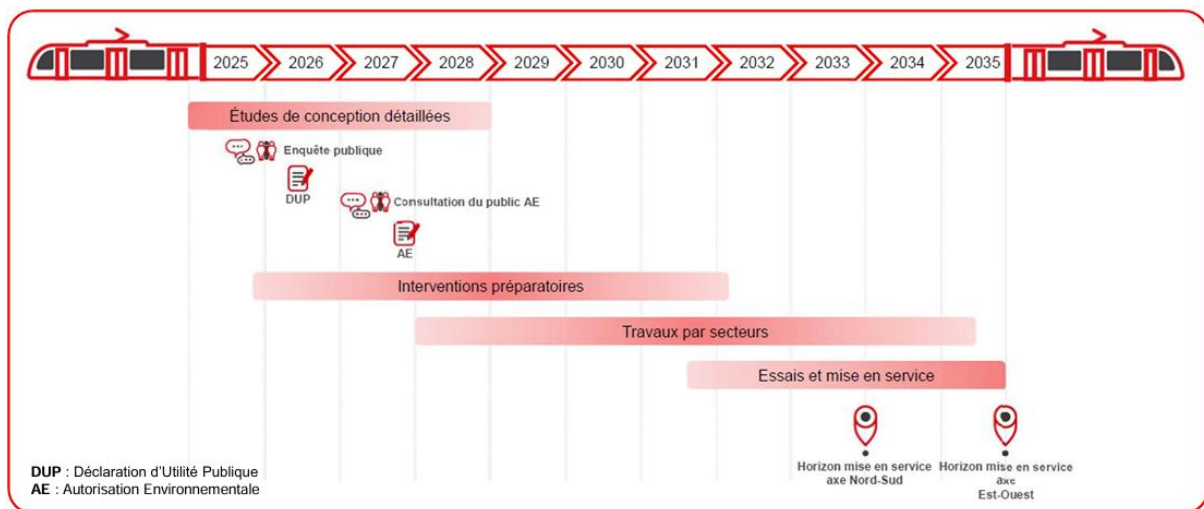 2025 2026 2027 2028 2029 2030 2031 2032 2033 2034 2035
Études de conception détaillées
Enquête publique
DUP
Consultation du public AE
AE
Interventions préparatoires
Travaux par secteurs
Essais et mise en service
Horizon mise en service
axe Nord-Sud
Horizon mise en service
axe
Est-Ouest
DUP : Déclaration d'Utilité Publique
AE : Autorisation Environnementale